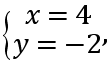 x = 4
y = −2,